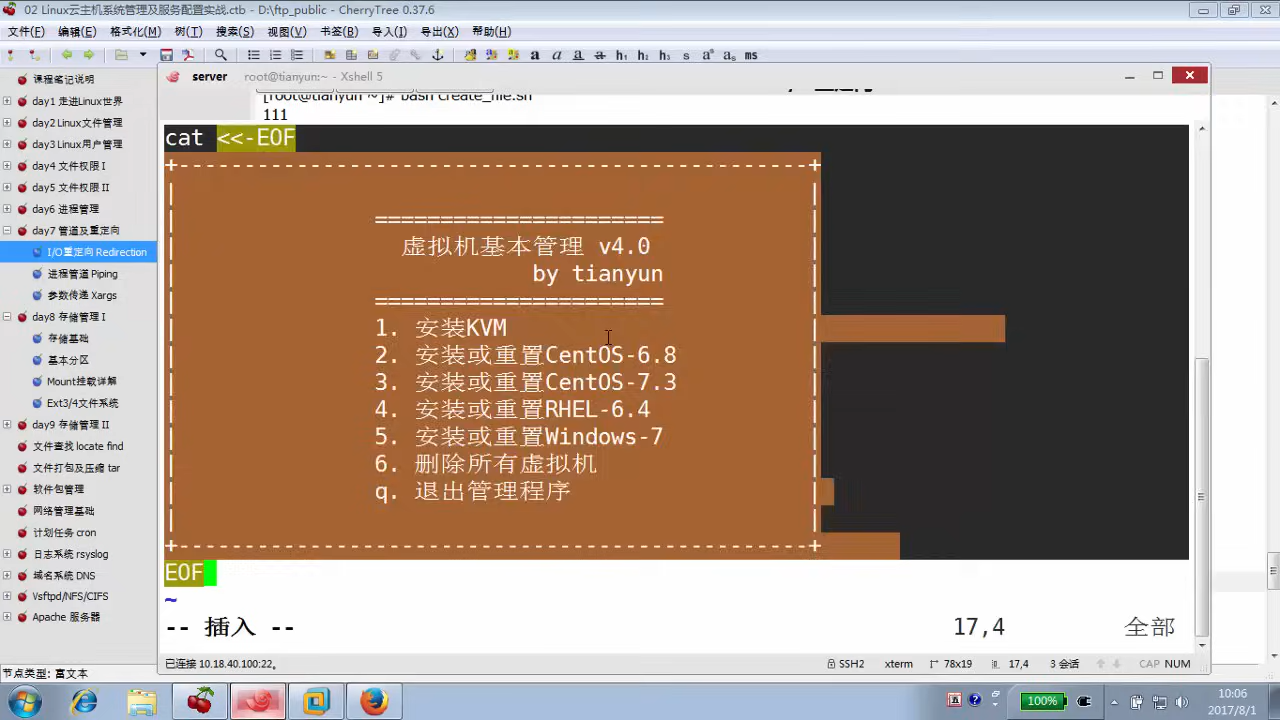 02 Linux云主机系统管理及服务配置实战.ctb - D:\ftp_public - CherryTree 0.37.6
文件(F) 编辑(E) 格式化(M) 树(T) 搜索(S) 视图(V) 书签(B) 导入(I) 导出(X) 帮助(H)
a a a a h₁ h₂ h₃ s aˢ aₛ ms
课程笔记说明
day1 走进Linux世界
day2 Linux文件管理
day3 Linux用户管理
day4 文件权限 I
day5 文件权限 II
day6 进程管理
day7 管道及重定向
I/O重定向 Redirection
进程管道 Piping
参数传递 Xargs
day8 存储管理 I
存储基础
基本分区
Mount挂载详解
Ext3/4文件系统
day9 存储管理 II
文件查找 locate find
文件打包及压缩 tar
软件包管理
网络管理基础
计划任务 cron
日志系统 rsyslog
域名系统 DNS
Vsftpd/NFS/CIFS
Apache 服务器
节点类型: 富文本
server root@tianyun:~ - Xshell 5
[root@tianyun ~]# bash create_file.sh
111
cat <<-EOF
+-------------------------------------------------+
======================
虚拟机基本管理 v4.0
by tianyun
======================
1. 安装KVM
2. 安装或重置CentOS-6.8
3. 安装或重置CentOS-7.3
4. 安装或重置RHEL-6.4
5. 安装或重置Windows-7
6. 删除所有虚拟机
q. 退出管理程序
+-------------------------------------------------+
EOF
~
-- 插入 -- 17,4 全部
已连接 10.18.40.100:22。 SSH2 xterm 78x19 17,4 3 会话 CAP NUM
100% 10:06
2017/8/1